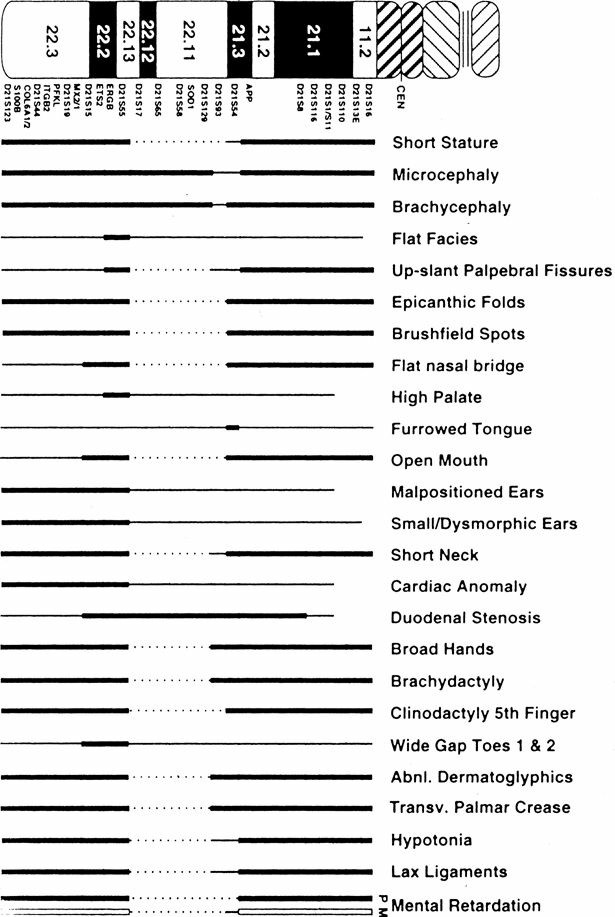 22.3 22.2 22.13 22.12 22.11 21.3 21.2 21.1 11.2
CEN
D21S123
S100B
COL6A1/2
D21S44
ITGB2
PFKL
D21S19
MX2/1
D21S15
ETS2
ERGB
D21S55
D21S17
D21S65
D21S58
SOD1
D21S129
D21S93
D21S54
APP
D21S8
D21S116
D21S1/S11
D21S110
D21S13E
D21S16
Short Stature
Microcephaly
Brachycephaly
Flat Facies
Up-slant Palpebral Fissures
Epicanthic Folds
Brushfield Spots
Flat nasal bridge
High Palate
Furrowed Tongue
Open Mouth
Malpositioned Ears
Small/Dysmorphic Ears
Short Neck
Cardiac Anomaly
Duodenal Stenosis
Broad Hands
Brachydactyly
Clinodactyly 5th Finger
Wide Gap Toes 1 & 2
Abnl. Dermatoglyphics
Transv. Palmar Crease
Hypotonia
Lax Ligaments
P M Mental Retardation